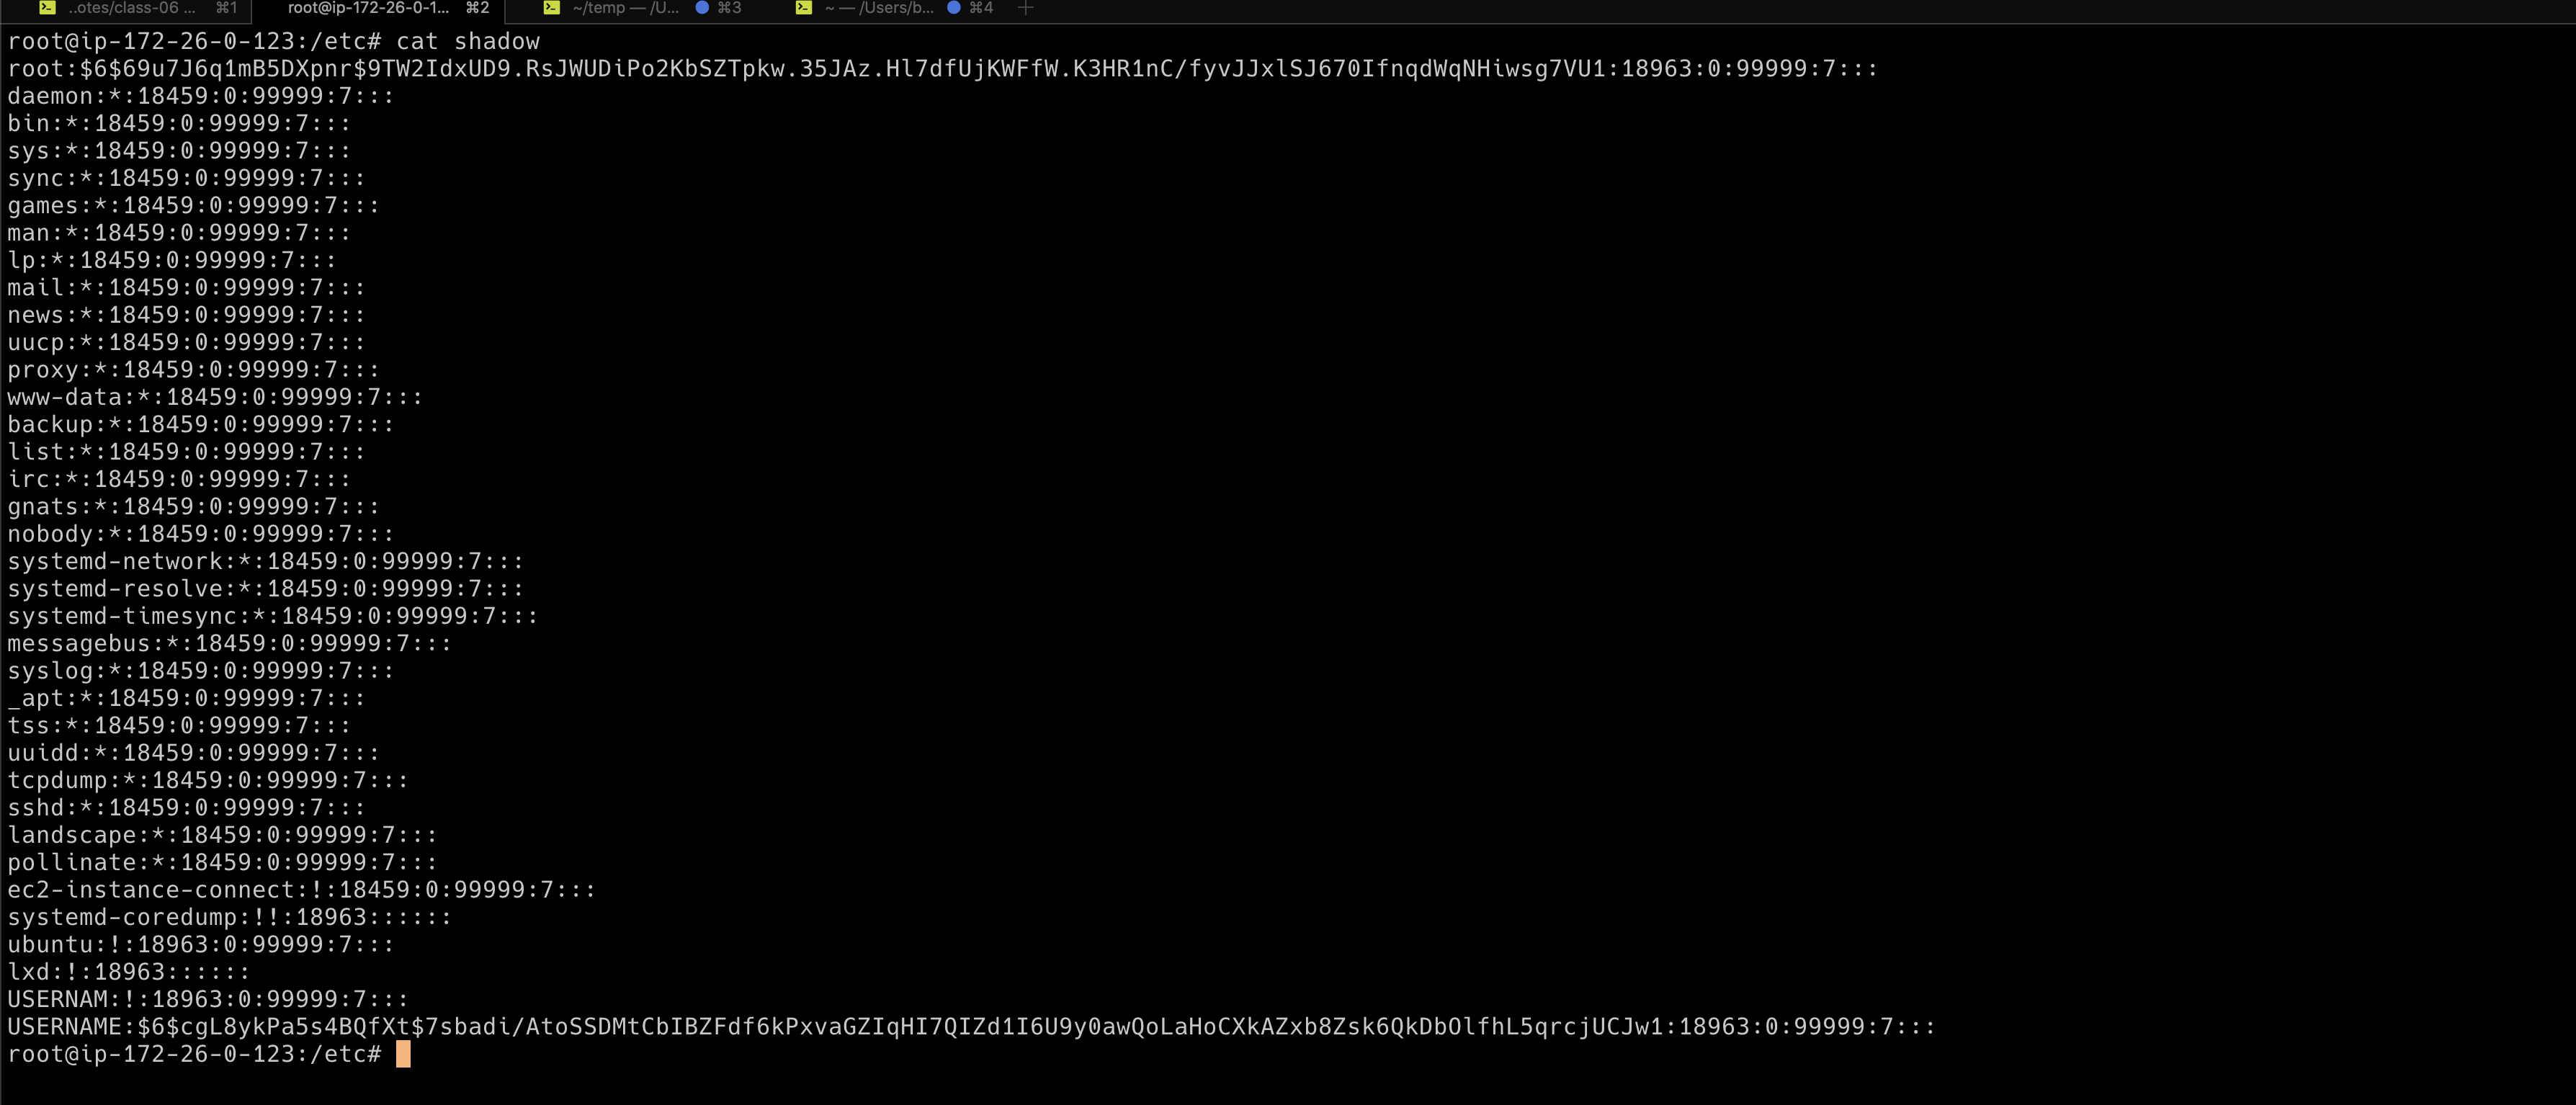 ..otes/class-06 ... ⌘1 root@ip-172-26-0-1... ⌘2 ~/temp — /U... ⌘3 ~ — /Users/b... ⌘4
root@ip-172-26-0-123:/etc# cat shadow
root:$6$69u7J6q1mB5DXpnr$9TW2IdxUD9.RsJWUDiPo2KbSZTpkw.35JAz.Hl7dfUjKWFfW.K3HR1nC/fyvJJxlSJ670IfnqdWqNHiwsg7VU1:18963:0:99999:7:::
daemon:*:18459:0:99999:7:::
bin:*:18459:0:99999:7:::
sys:*:18459:0:99999:7:::
sync:*:18459:0:99999:7:::
games:*:18459:0:99999:7:::
man:*:18459:0:99999:7:::
lp:*:18459:0:99999:7:::
mail:*:18459:0:99999:7:::
news:*:18459:0:99999:7:::
uucp:*:18459:0:99999:7:::
proxy:*:18459:0:99999:7:::
www-data:*:18459:0:99999:7:::
backup:*:18459:0:99999:7:::
list:*:18459:0:99999:7:::
irc:*:18459:0:99999:7:::
gnats:*:18459:0:99999:7:::
nobody:*:18459:0:99999:7:::
systemd-network:*:18459:0:99999:7:::
systemd-resolve:*:18459:0:99999:7:::
systemd-timesync:*:18459:0:99999:7:::
messagebus:*:18459:0:99999:7:::
syslog:*:18459:0:99999:7:::
_apt:*:18459:0:99999:7:::
tss:*:18459:0:99999:7:::
uuidd:*:18459:0:99999:7:::
tcpdump:*:18459:0:99999:7:::
sshd:*:18459:0:99999:7:::
landscape:*:18459:0:99999:7:::
pollinate:*:18459:0:99999:7:::
ec2-instance-connect:!:18459:0:99999:7:::
systemd-coredump:!!:18963::::::
ubuntu:!:18963:0:99999:7:::
lxd:!:18963::::::
USERNAM:!:18963:0:99999:7:::
USERNAME:$6$cgL8ykPa5s4BQfXt$7sbadi/AtoSSDMtCbIBZFdf6kPxvaGZIqHI7QIZd1I6U9y0awQoLaHoCXkAZxb8Zsk6QkDbOlfhL5qrcjUCJw1:18963:0:99999:7:::
root@ip-172-26-0-123:/etc#